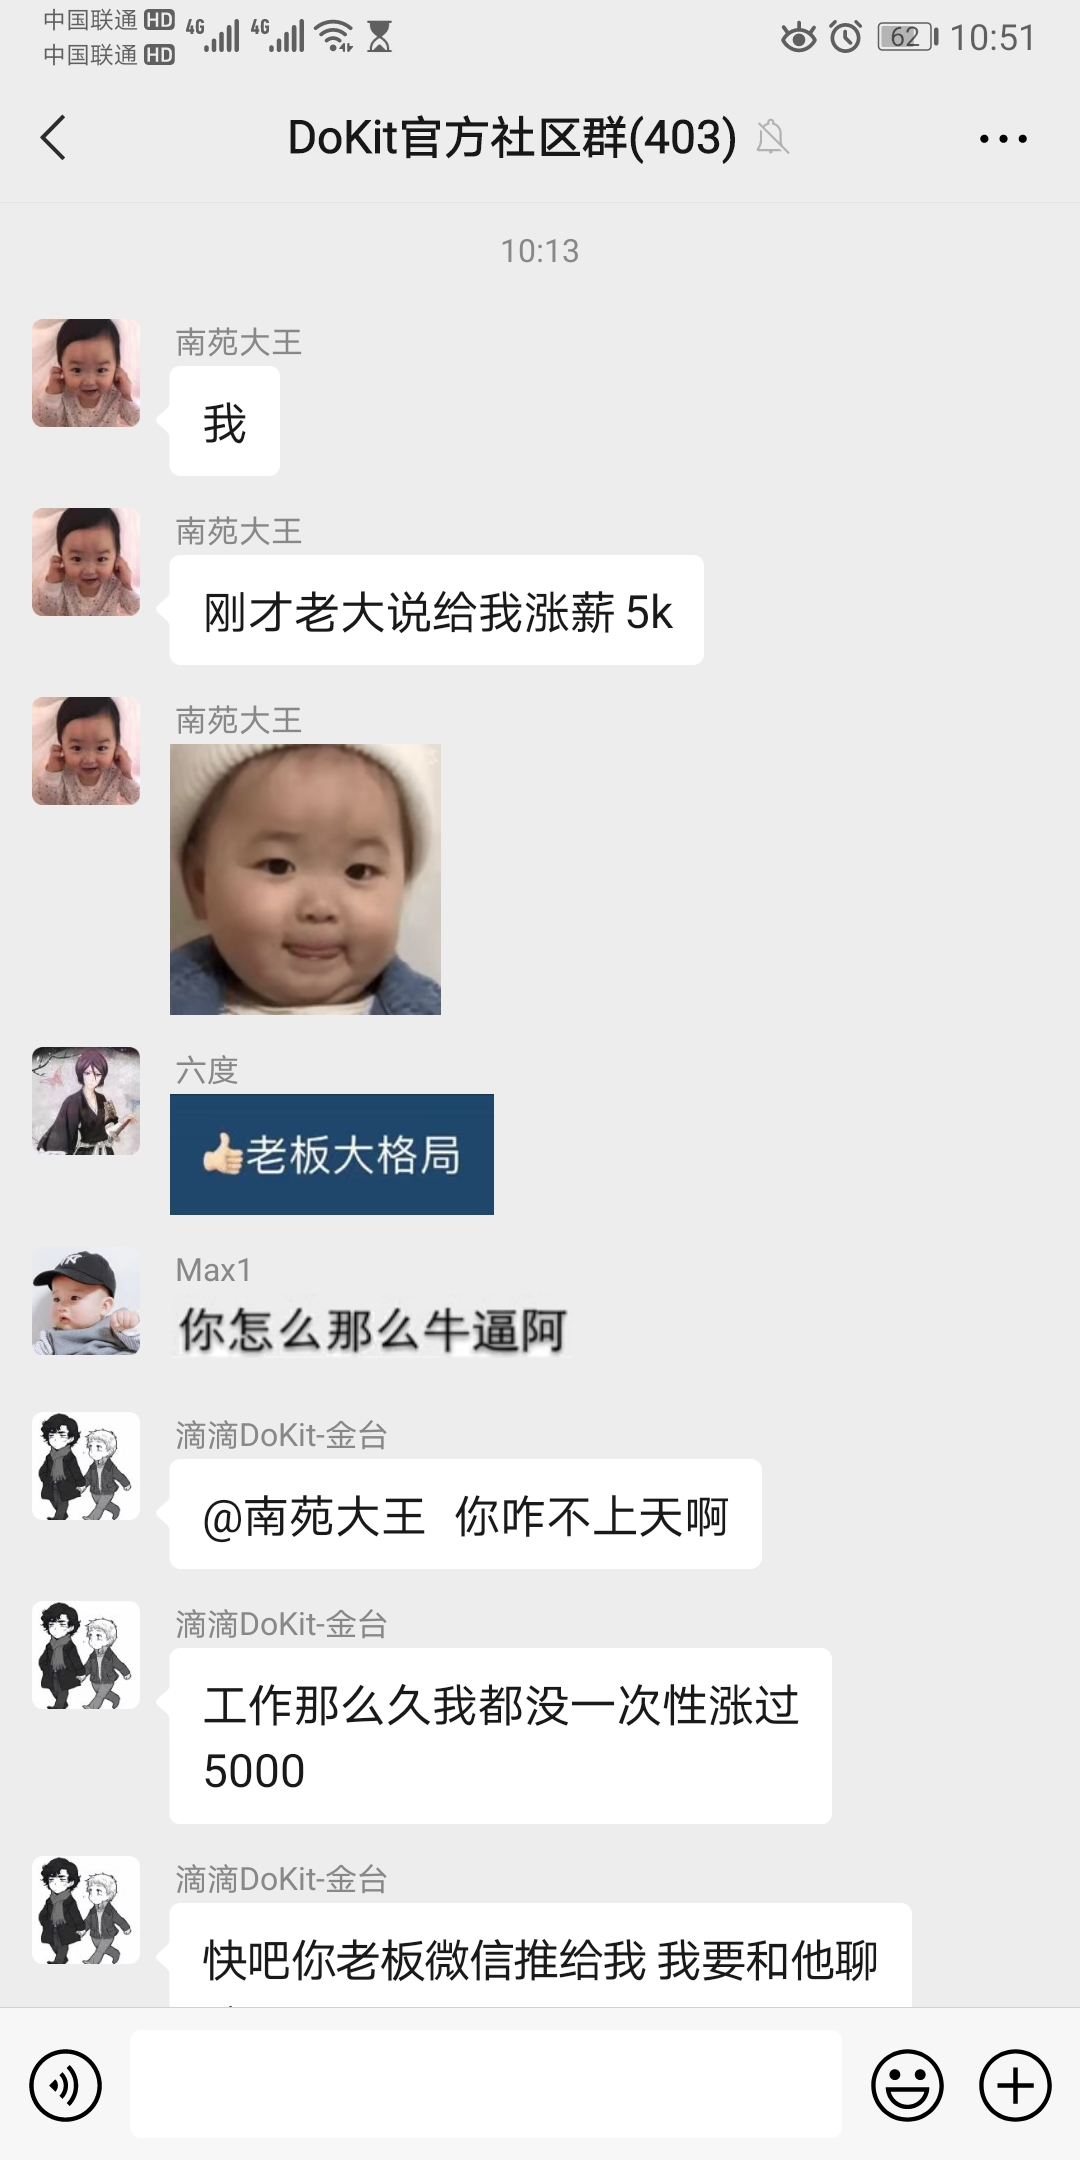 中国联通 HD 4G 4G 62 10:51
中国联通 HD
DoKit官方社区群(403)
10:13
南苑大王
我
南苑大王
刚才老大说给我涨薪 5k
南苑大王
六度
👍🏻老板大格局
Max1
你怎么那么牛逼阿
滴滴DoKit-金台
@南苑大王 你咋不上天啊
滴滴DoKit-金台
工作那么久我都没一次性涨过
5000
滴滴DoKit-金台
快吧你老板微信推给我 我要和他聊